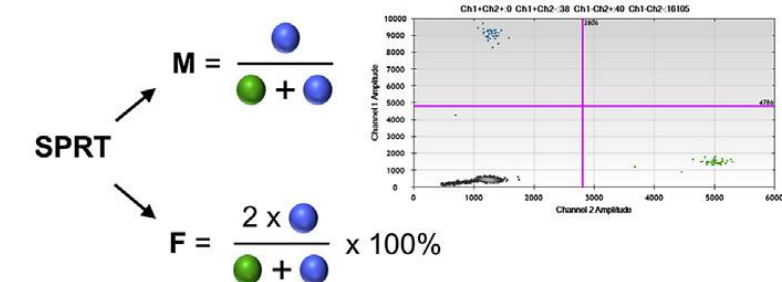 SPRT
M =
+
F =
2 x
+
x 100%
Ch1+Ch2+:0 Ch1+Ch2-:38 Ch1-Ch2+:40 Ch1-Ch2-:16105
Channel 1 Amplitude
10000
9000
8000
7000
6000
5000
4000
3000
2000
1000
0
2806
4786
0 1000 2000 3000 4000 5000 6000
Channel 2 Amplitude